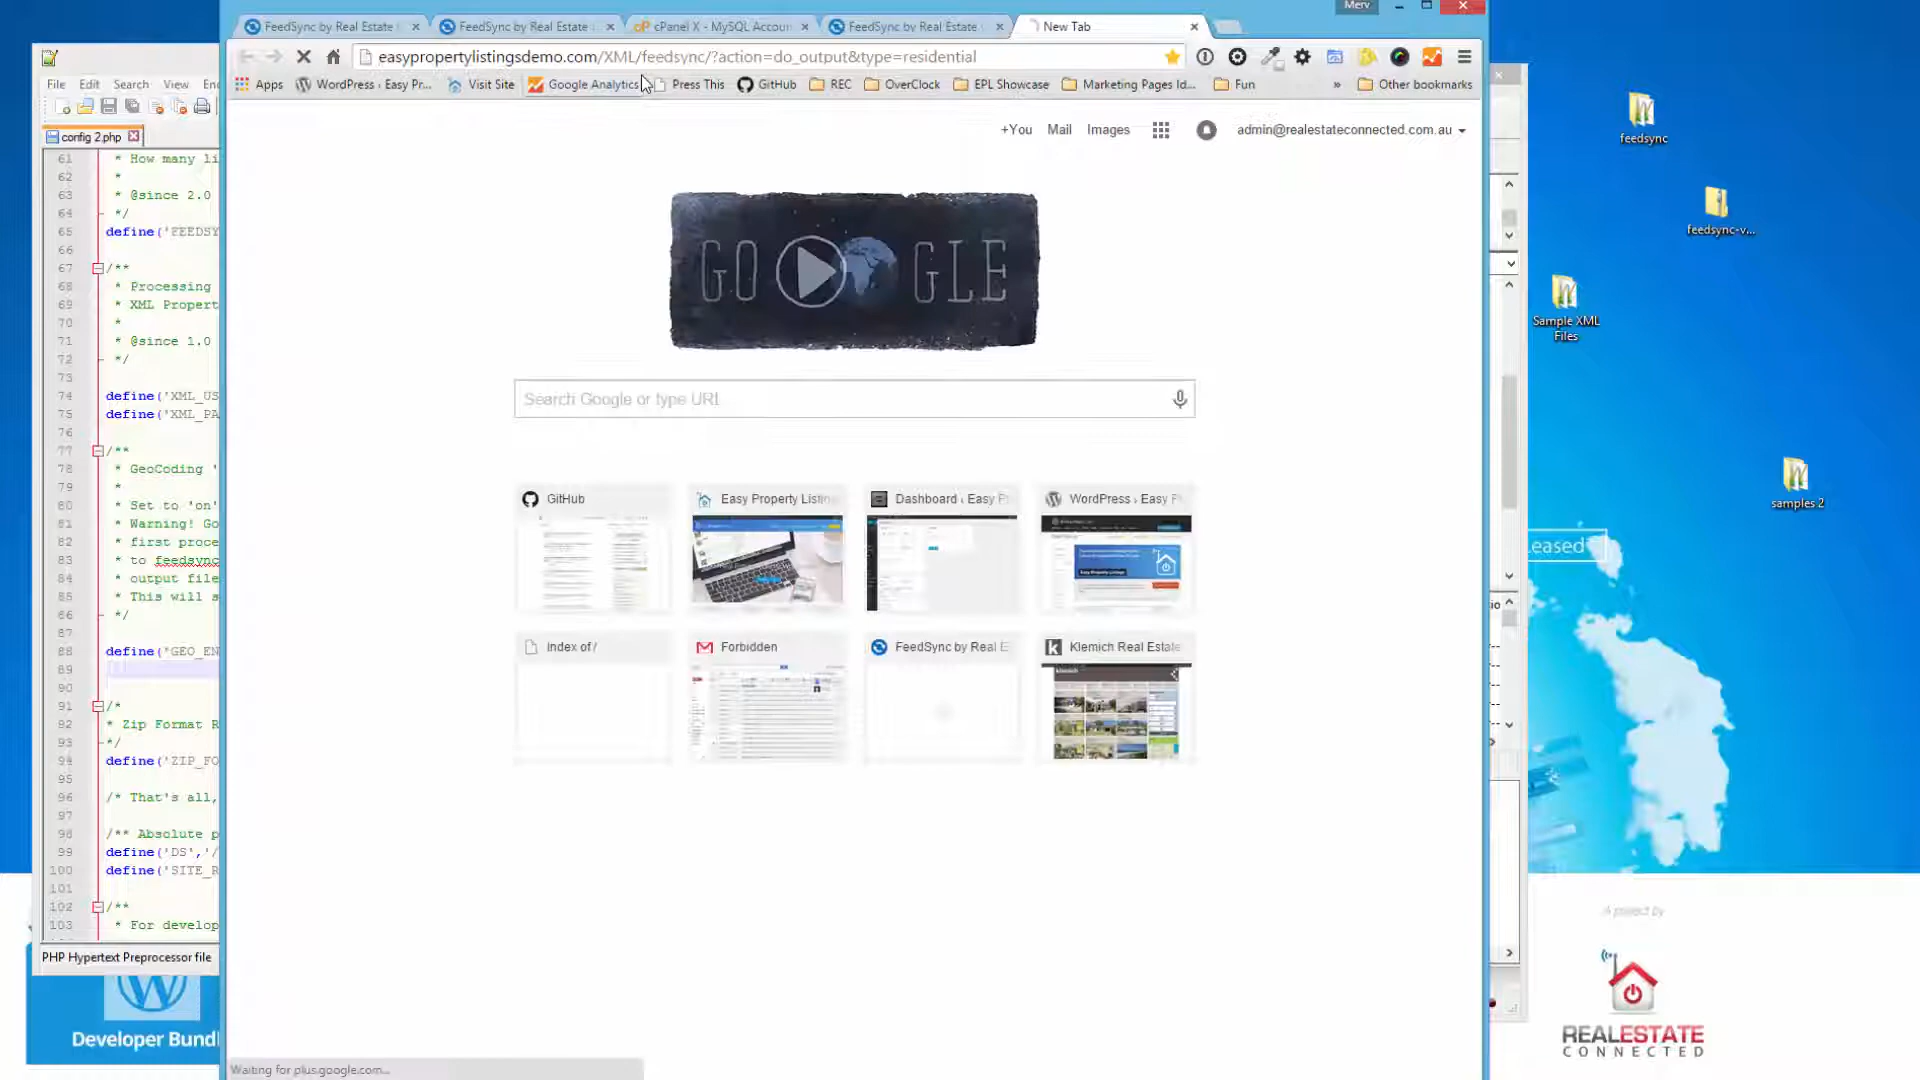 Merv
FeedSync by Real Estate
FeedSync by Real Estate
cPanel X - MySQL Accoun
FeedSync by Real Estate
New Tab
easypropertylistingsdemo.com/XML/feedsync/?action=do_output&type=residential
Apps
WordPress ‹ Easy Pr...
Visit Site
Google Analytics
Press This
GitHub
REC
OverClock
EPL Showcase
Marketing Pages Id...
Fun
»
Other bookmarks
+You
Mail
Images
admin@realestateconnected.com.au
GO GLE
Search Google or type URL
GitHub
Easy Property Listin
Dashboard ‹ Easy P
WordPress › Easy P
Index of /
Forbidden
FeedSync by Real E
Klemich Real Estate
Waiting for plus.google.com...
File
Edit
Search
View
config 2.php
61 * How many li
62 *
63 * @since 2.0
64 */
65 define('FEEDSY
66
67 /**
68 * Processing
69 * XML Propert
70 *
71 * @since 1.0
72 */
73
74 define('XML_US
75 define('XML_PA
76
77 /**
78 * GeoCoding '
79 *
80 * Set to 'on'
81 * Warning! Go
82 * first proce
83 * to feedsync
84 * output file
85 * This will s
86 */
87
88 define('GEO_EN
89
90
91 /*
92 * Zip Format R
93 */
94 define('ZIP_FO
95
96 /* That's all,
97
98 /** Absolute p
99 define('DS','/
100 define('SITE_R
101
102 /**
103 * For develop
PHP Hypertext Preprocessor file
Developer Bundl
feedsync
feedsync-v...
Sample XML
Files
samples 2
eased
A project by
REALESTATE
CONNECTED